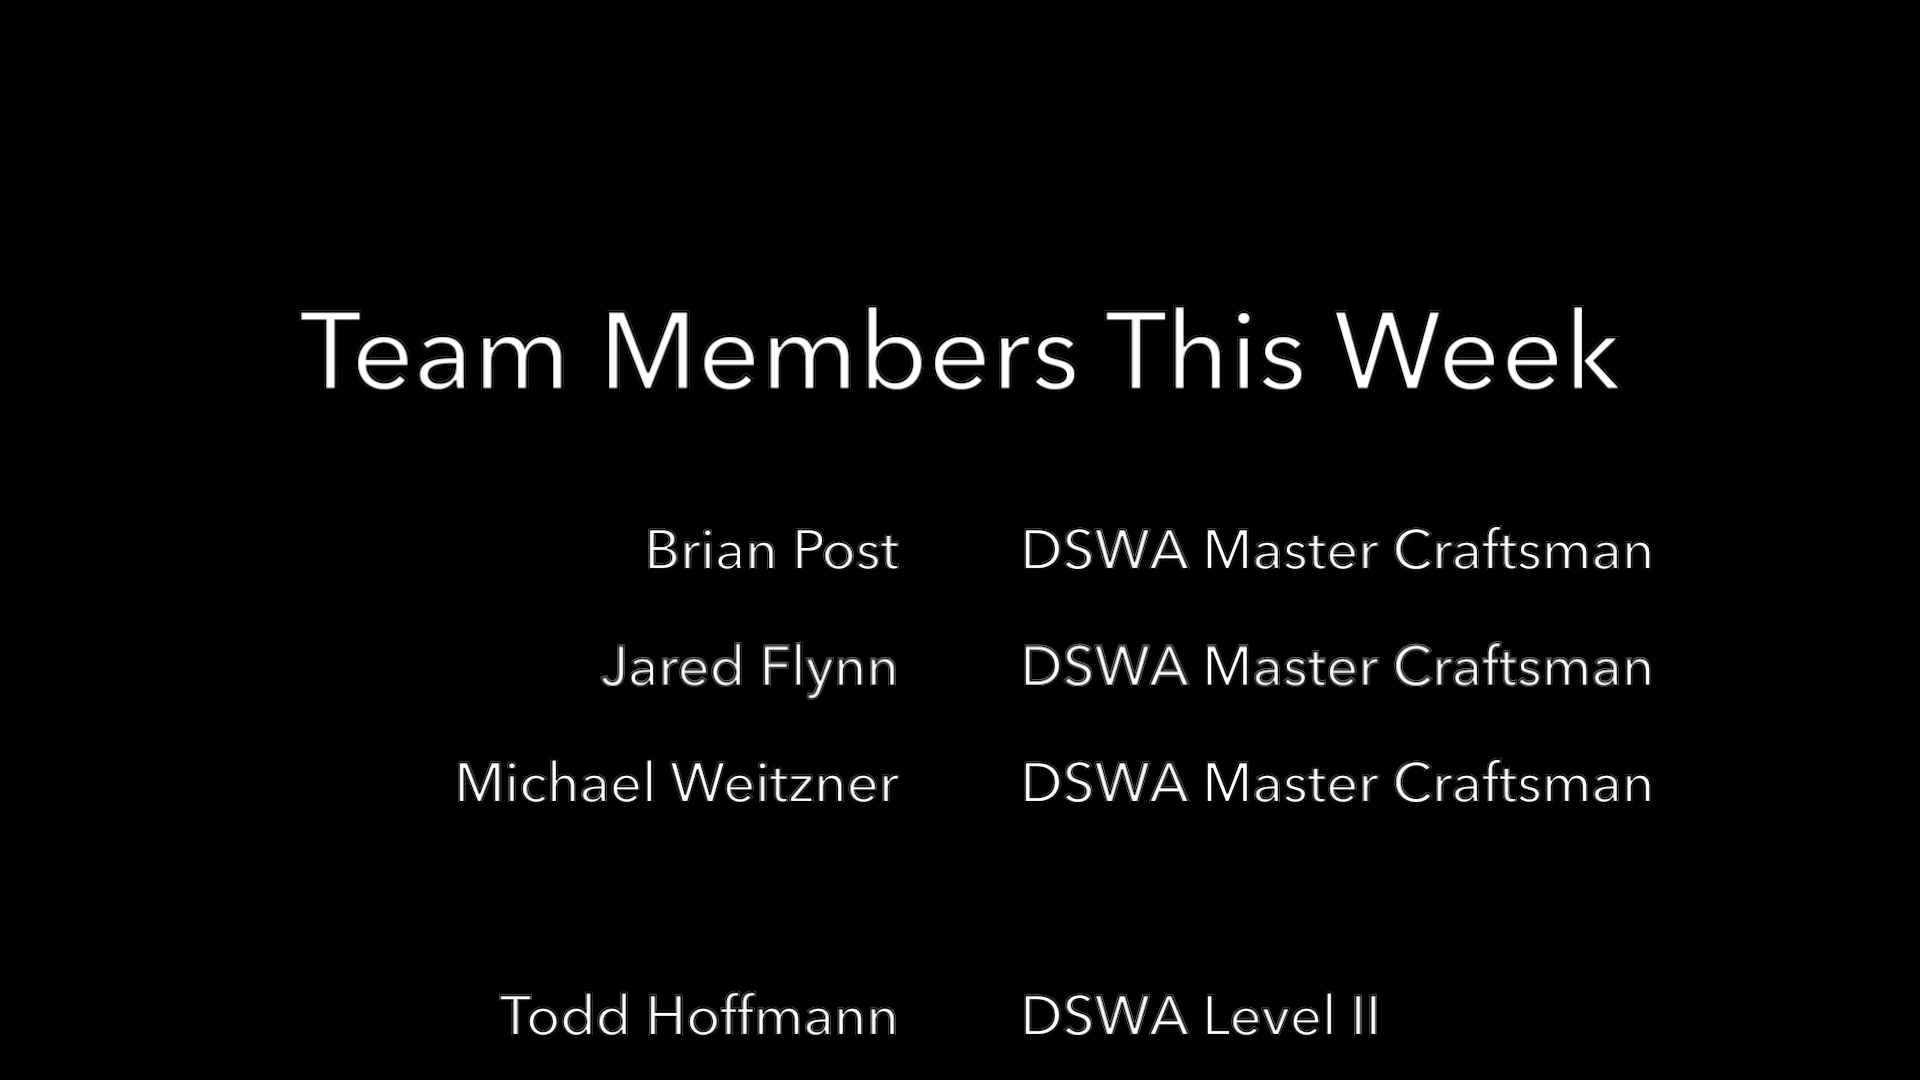 Team Members This Week
Brian Post DSWA Master Craftsman
Jared Flynn DSWA Master Craftsman
Michael Weitzner DSWA Master Craftsman
Todd Hoffmann DSWA Level II